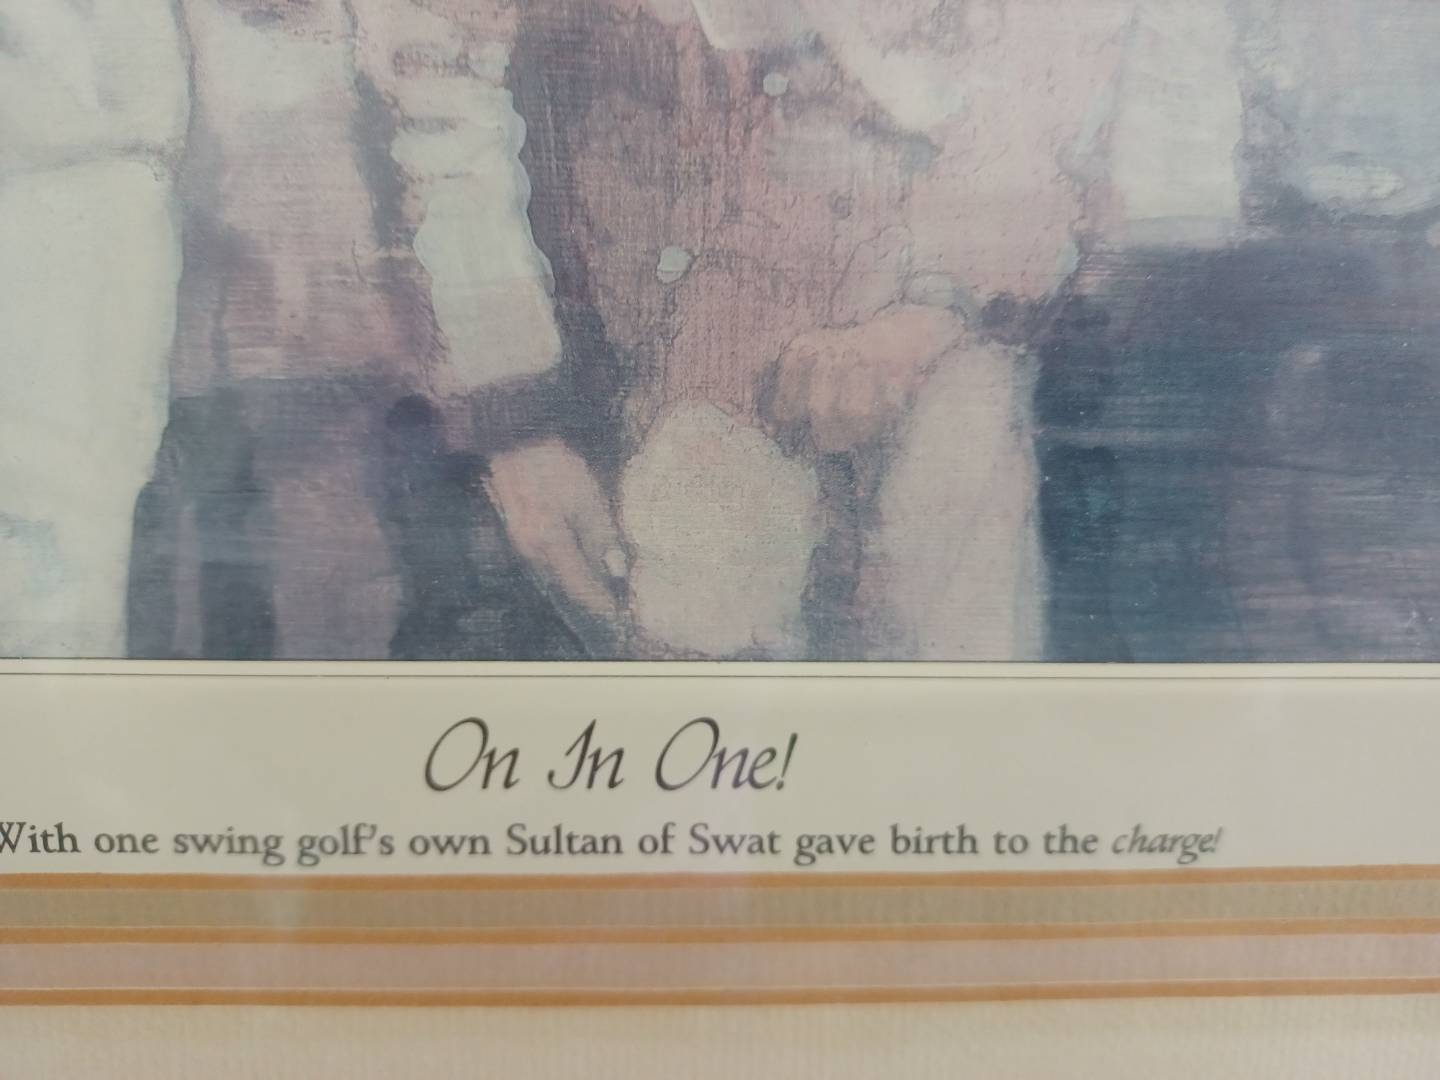 On In One!
With one swing golf's own Sultan of Swat gave birth to the charge!